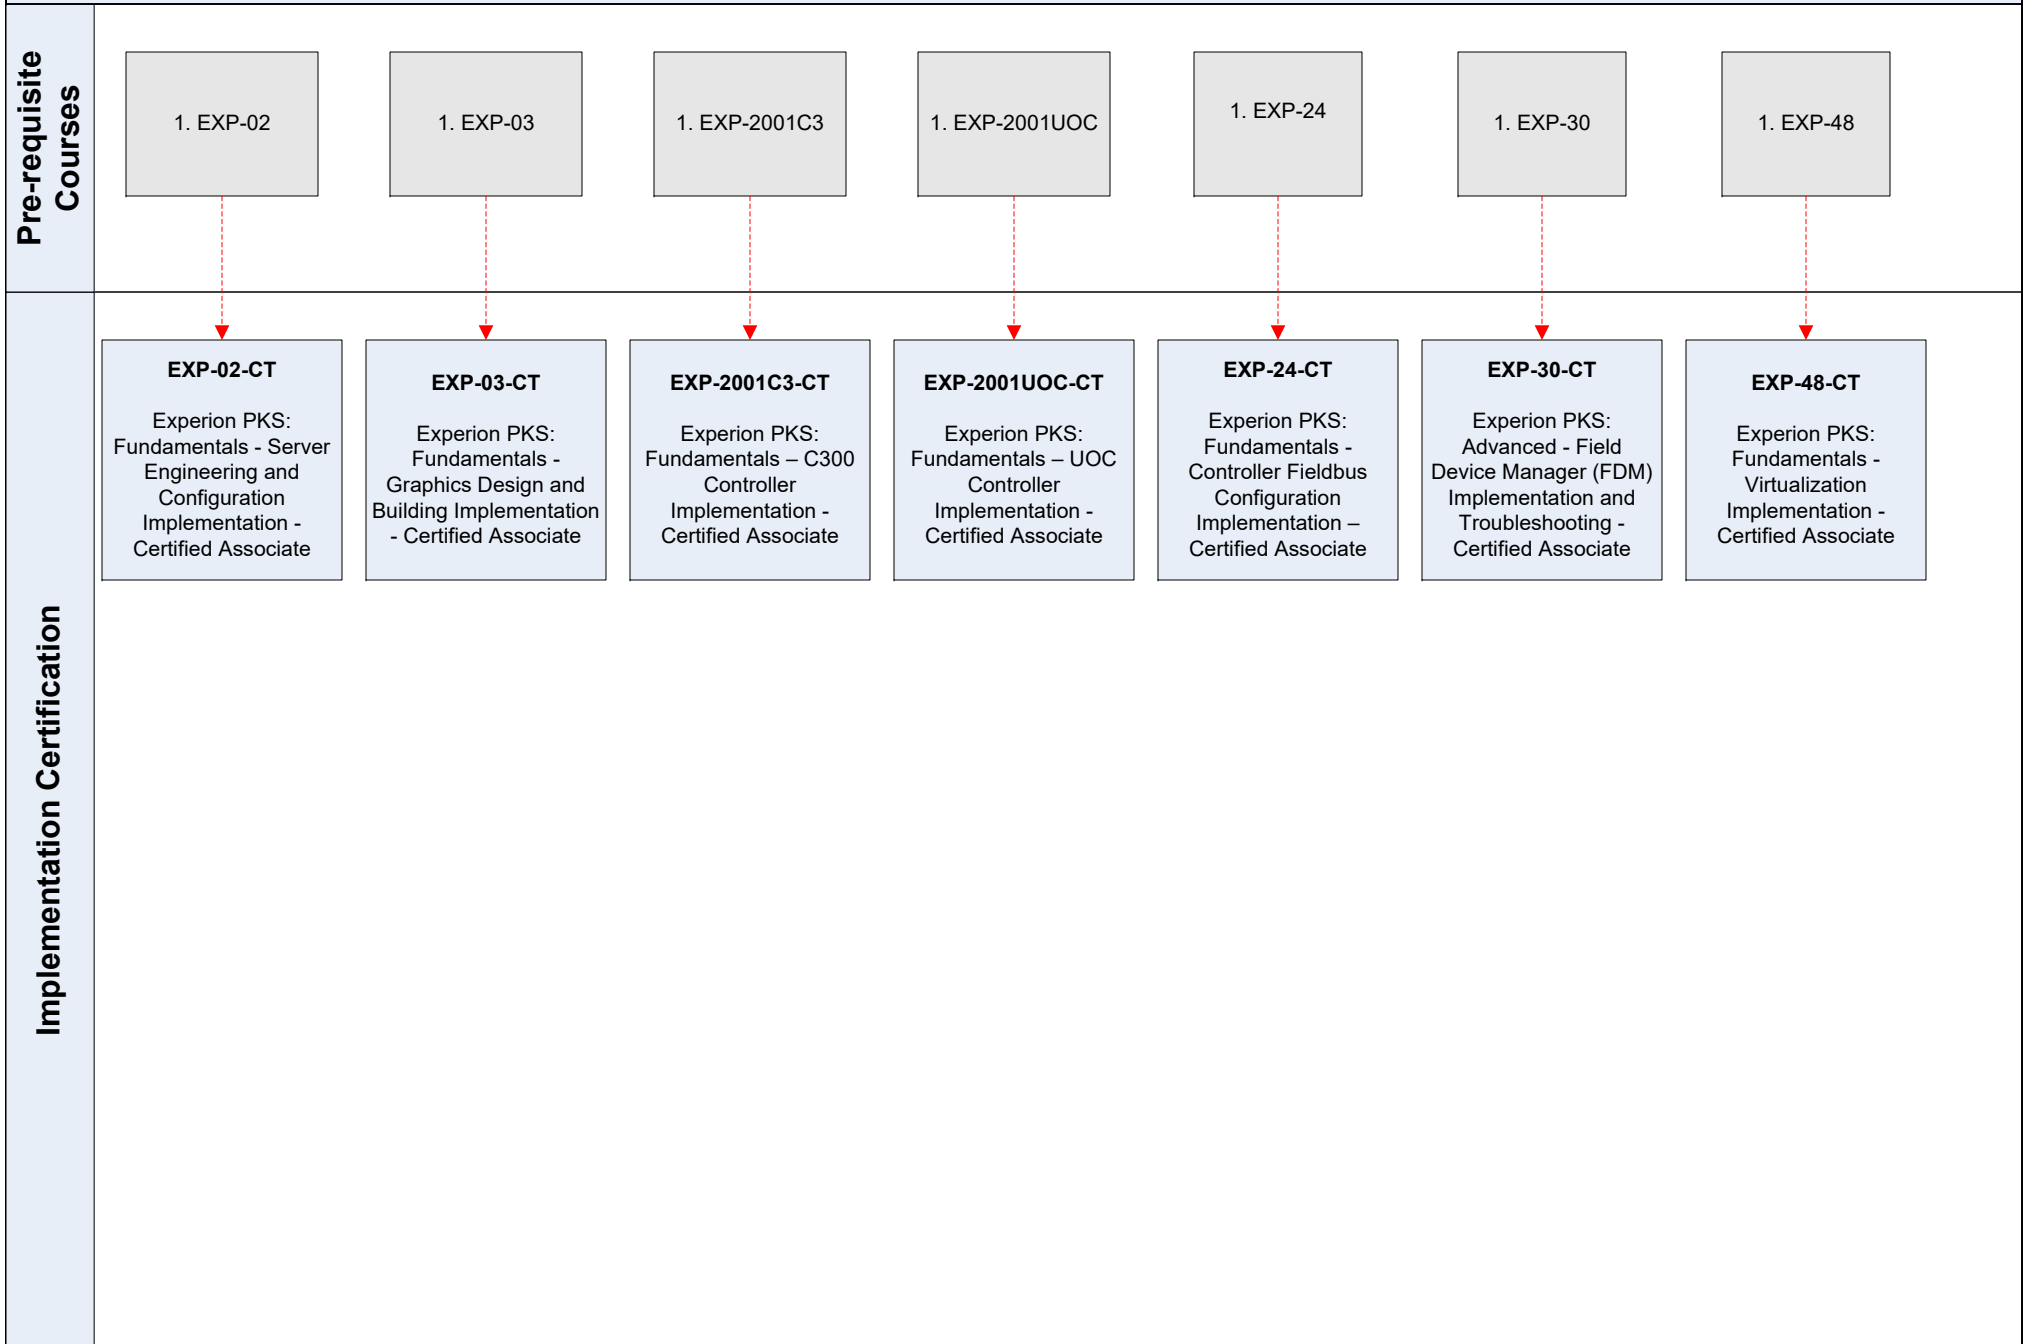 Pre-requisite
Courses
1. EXP-02
1. EXP-03
1. EXP-2001C3
1. EXP-2001UOC
1. EXP-24
1. EXP-30
1. EXP-48
Implementation Certification
EXP-02-CT
Experion PKS:
Fundamentals - Server
Engineering and
Configuration
Implementation -
Certified Associate
EXP-03-CT
Experion PKS:
Fundamentals -
Graphics Design and
Building Implementation
- Certified Associate
EXP-2001C3-CT
Experion PKS:
Fundamentals – C300
Controller
Implementation -
Certified Associate
EXP-2001UOC-CT
Experion PKS:
Fundamentals – UOC
Controller
Implementation -
Certified Associate
EXP-24-CT
Experion PKS:
Fundamentals -
Controller Fieldbus
Configuration
Implementation –
Certified Associate
EXP-30-CT
Experion PKS:
Advanced - Field
Device Manager (FDM)
Implementation and
Troubleshooting -
Certified Associate
EXP-48-CT
Experion PKS:
Fundamentals -
Virtualization
Implementation -
Certified Associate